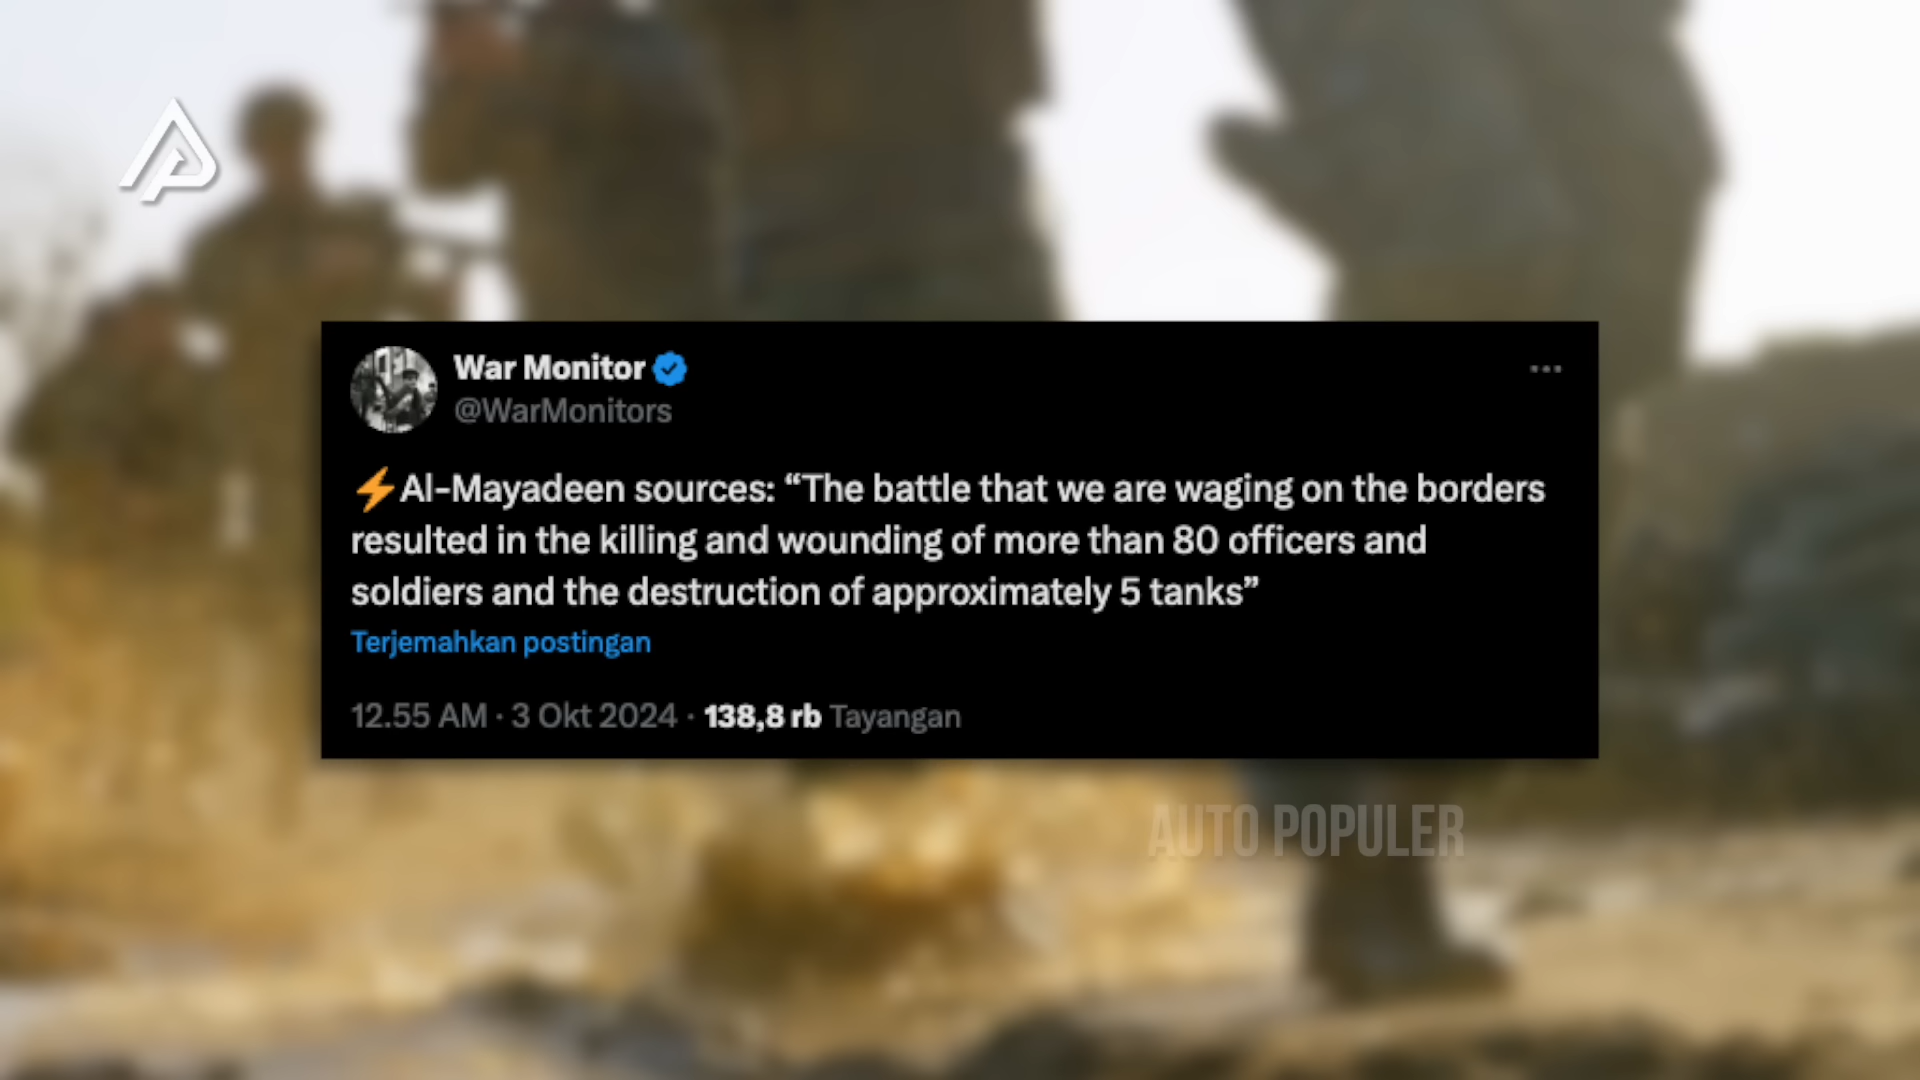 War Monitor
@WarMonitors
⚡Al-Mayadeen sources: “The battle that we are waging on the borders
resulted in the killing and wounding of more than 80 officers and
soldiers and the destruction of approximately 5 tanks”
Terjemahkan postingan
12.55 AM · 3 Okt 2024 · 138,8 rb Tayangan
AUTO POPULER